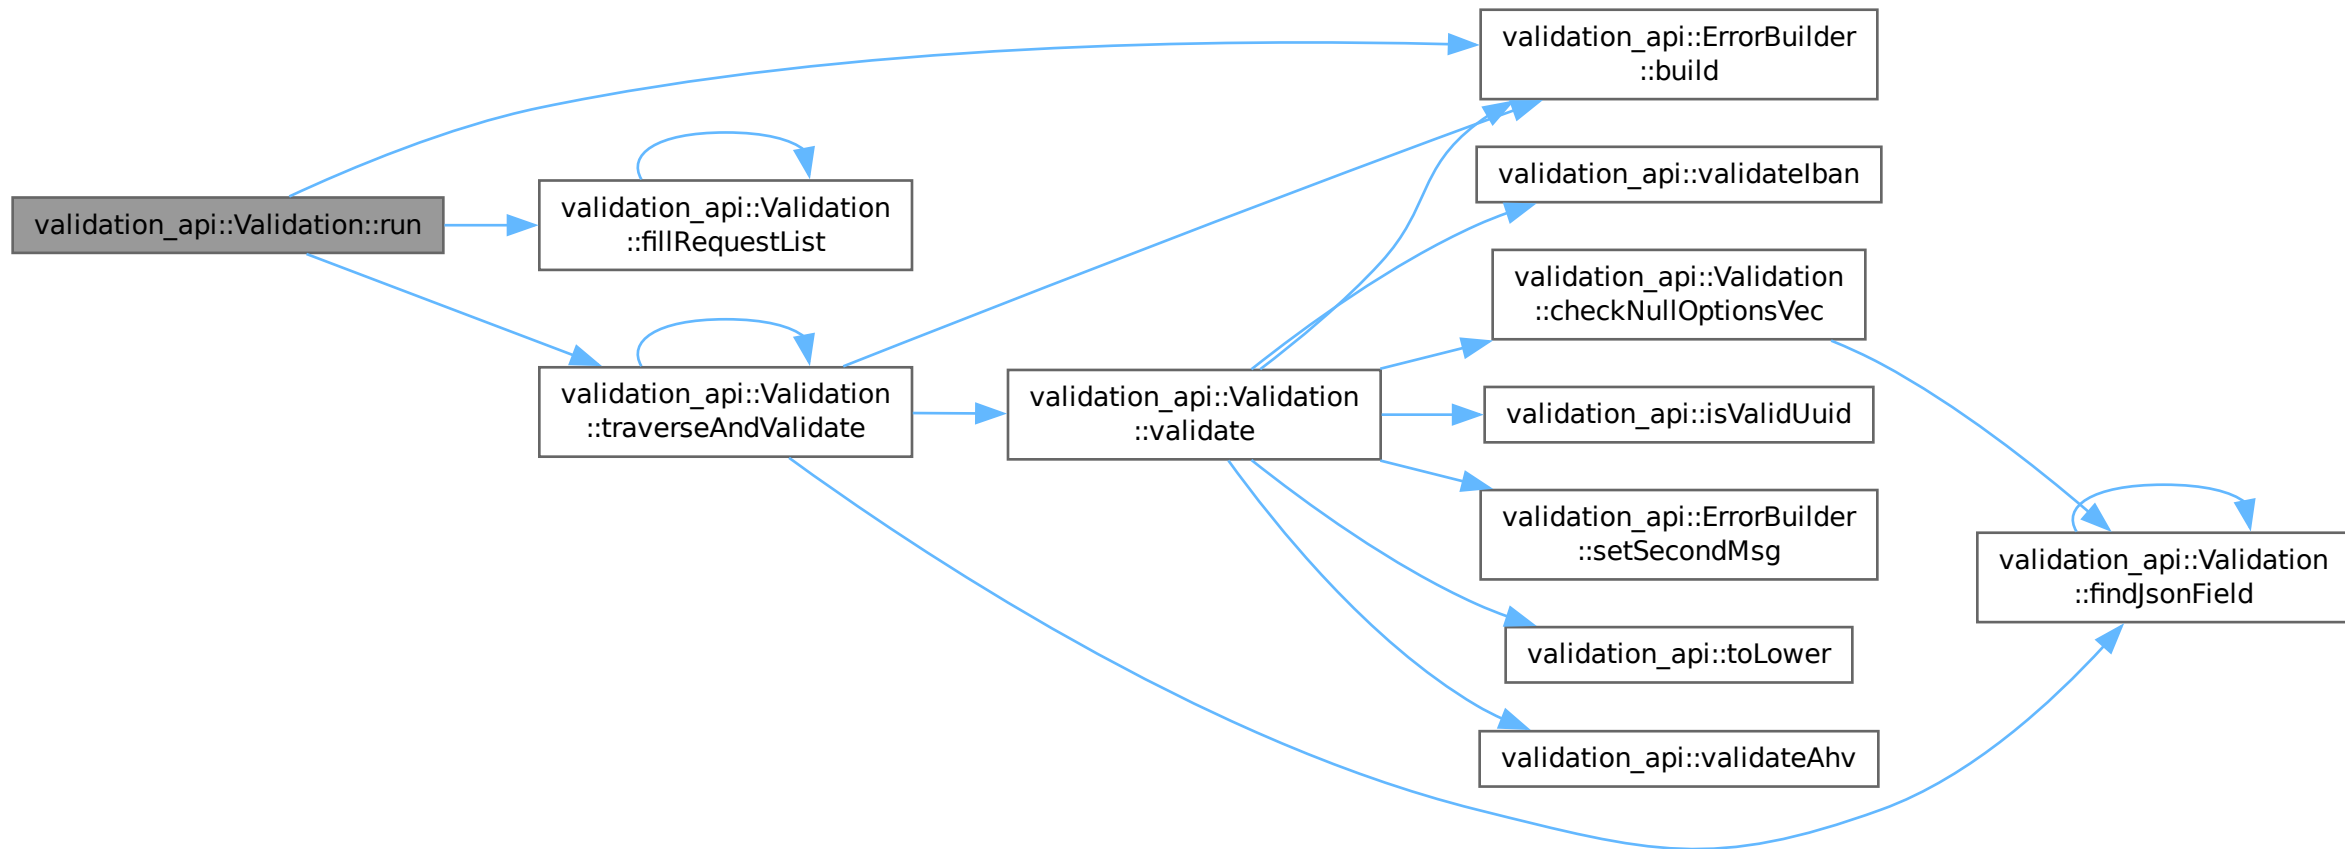 validation_api::Validation::run
validation_api::Validation
::fillRequestList
validation_api::Validation
::traverseAndValidate
validation_api::Validation
::validate
validation_api::ErrorBuilder
::build
validation_api::validateIban
validation_api::Validation
::checkNullOptionsVec
validation_api::isValidUuid
validation_api::ErrorBuilder
::setSecondMsg
validation_api::toLower
validation_api::validateAhv
validation_api::Validation
::findJsonField